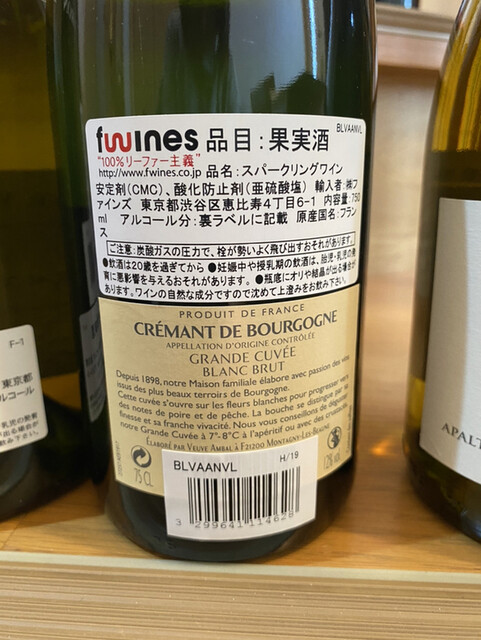 fwines 品目：果実酒
BLVAANVL
"100%リーファー主義"
http://www.fwines.co.jp 品名：スパークリングワイン
安定剤(CMC)、酸化防止剤(亜硫酸塩) 輸入者:㈱フ
ァインズ 東京都渋谷区恵比寿4丁目6-1 内容量:750
ml アルコール分:裏ラベルに記載 原産国名:フラン
ス
ご注意:炭酸ガスの圧力で、栓が勢いよく飛び出すおそれがあります。
●飲酒は20歳を過ぎてから ●妊娠中や授乳期の飲酒は、胎児・乳児の発
育に悪影響を与えるおそれがあります。 ●瓶底にオリや結晶が出る場合が
あります。ワインの自然な成分ですので沈めて上澄みをお飲み下さい。
PRODUIT DE FRANCE
CRÉMANT DE BOURGOGNE
APPELLATION D'ORIGINE CONTRÔLÉE
GRANDE CUVÉE
BLANC BRUT
Depuis 1898, notre Maison familiale élabore avec passion des vins
issus des plus beaux terroirs de Bourgogne.
Cette cuvée s'ouvre sur les fleurs blanches pour progresser vers
des notes de poire et de pêche. La bouche se distingue par sa
finesse et sa franche vivacité. Nous vous conseillons de déguster
notre Grande Cuvée à 7°-8°C à l'apéritif ou avec des crustacés.
ÉLABORÉ PAR VEUVE AMBAL À F21200 MONTAGNY-LÈS-BEAUNE
75 CL
12% vol
BLVAANVL H/19
3 299641 114628
F-1
東京都
コール
APALT